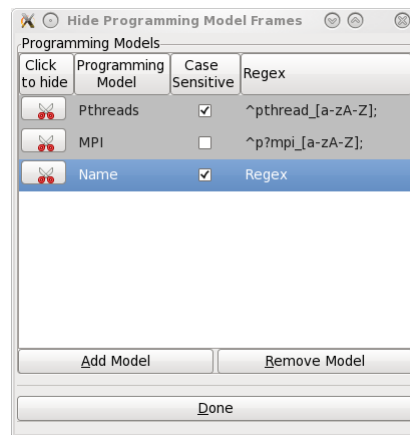 Hide Programming Model Frames
Programming Models
Click to hide Programming Model Case Sensitive Regex
Pthreads ^pthread_[a-zA-Z];
MPI ^p?mpi_[a-zA-Z];
Name Regex
Add Model Remove Model
Done